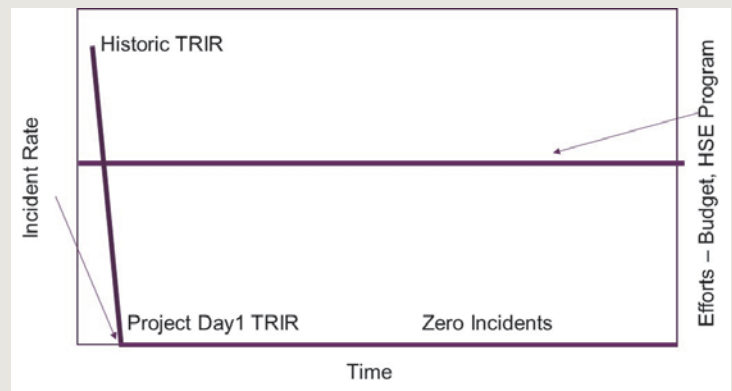 Historic TRIR
Incident Rate
Efforts – Budget, HSE Program
Project Day1 TRIR
Zero Incidents
Time